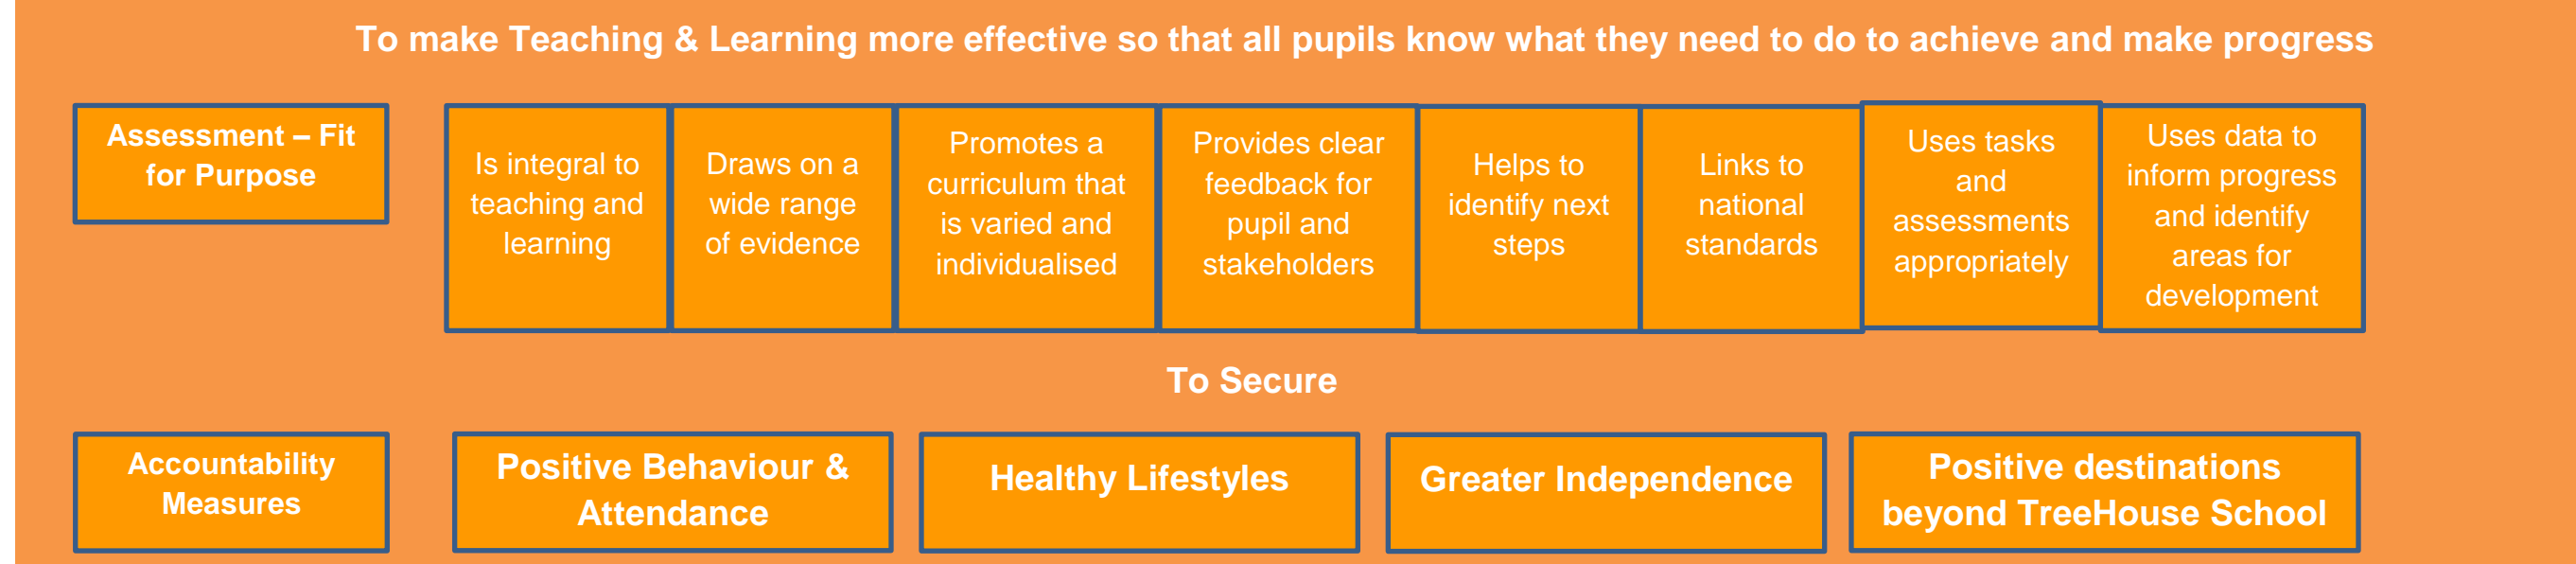 To make Teaching & Learning more effective so that all pupils know what they need to do to achieve and make progress
Assessment – Fit
for Purpose
Is integral to
teaching and
learning
Draws on a
wide range
of evidence
Promotes a
curriculum that
is varied and
individualised
Provides clear
feedback for
pupil and
stakeholders
Helps to
identify next
steps
Links to
national
standards
Uses tasks
and
assessments
appropriately
Uses data to
inform progress
and identify
areas for
development
To Secure
Accountability
Measures
Positive Behaviour &
Attendance
Healthy Lifestyles
Greater Independence
Positive destinations
beyond TreeHouse School